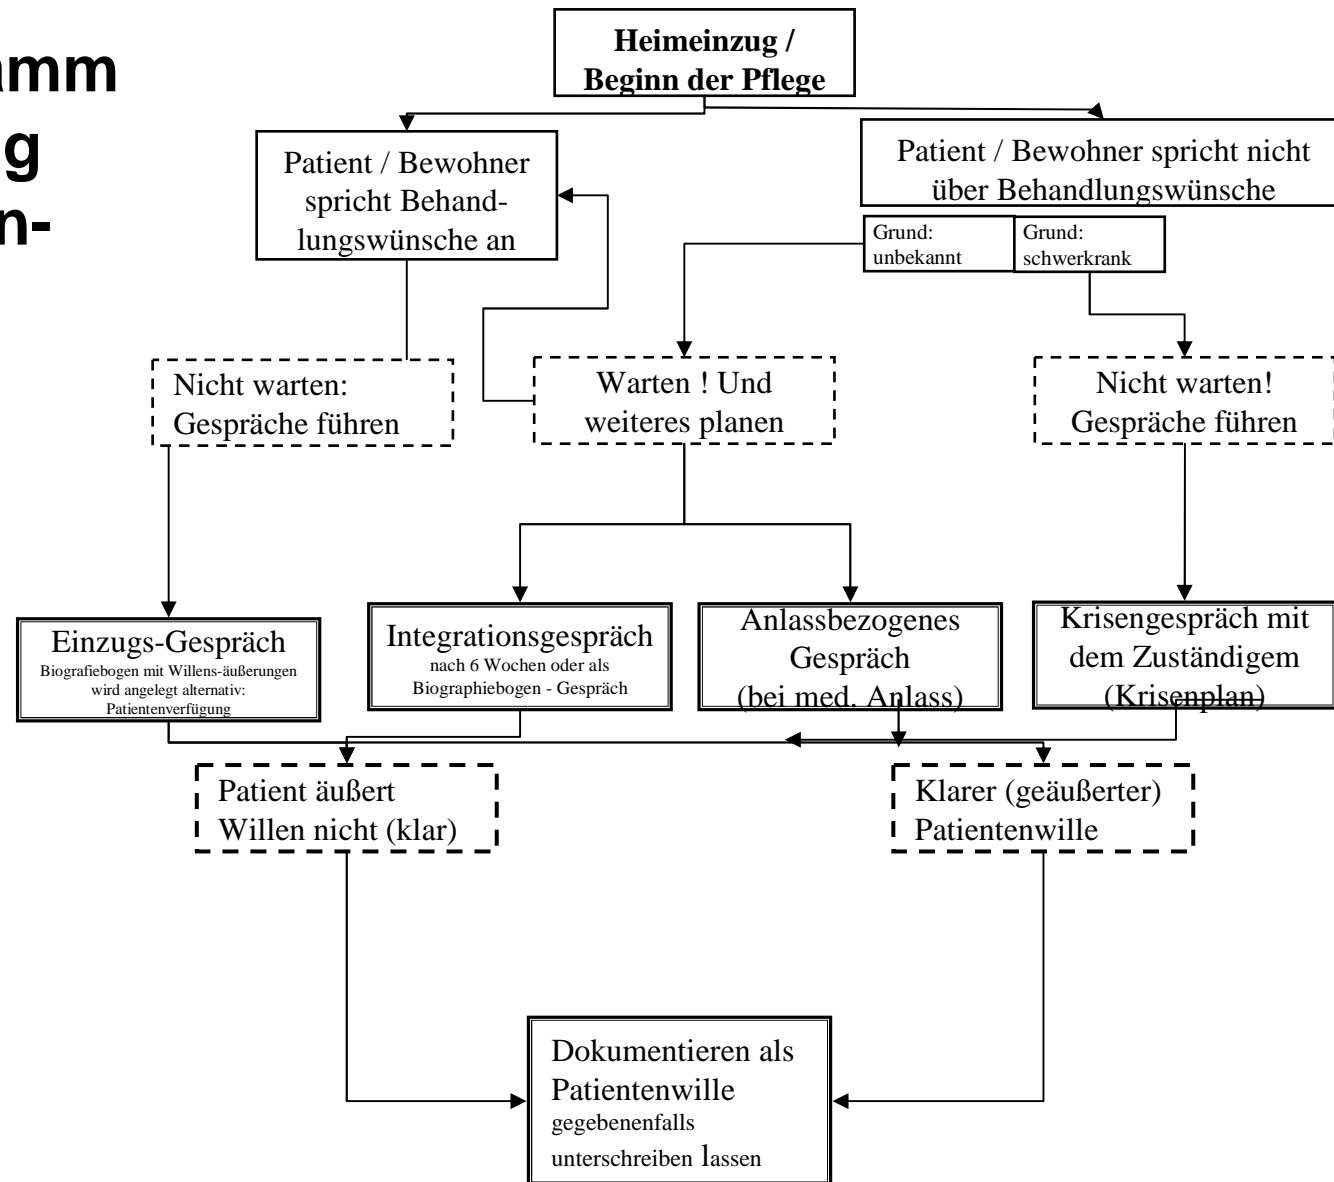 amm
g
n-
Heimeinzug /
Beginn der Pflege
Patient / Bewohner
spricht Behand-
lungswünsche an
Patient / Bewohner spricht nicht
über Behandlungswünsche
Grund:
unbekannt
Grund:
schwerkrank
Nicht warten:
Gespräche führen
Warten ! Und
weiteres planen
Nicht warten!
Gespräche führen
Einzugs-Gespräch
Biografiebogen mit Willens-äußerungen
wird angelegt alternativ:
Patientenverfügung
Integrationsgespräch
nach 6 Wochen oder als
Biographiebogen - Gespräch
Anlassbezogenes
Gespräch
(bei med. Anlass)
Krisengespräch mit
dem Zuständigem
(Krisenplan)
Patient äußert
Willen nicht (klar)
Klarer (geäußerter)
Patientenwille
Dokumentieren als
Patientenwille
gegebenenfalls
unterschreiben lassen